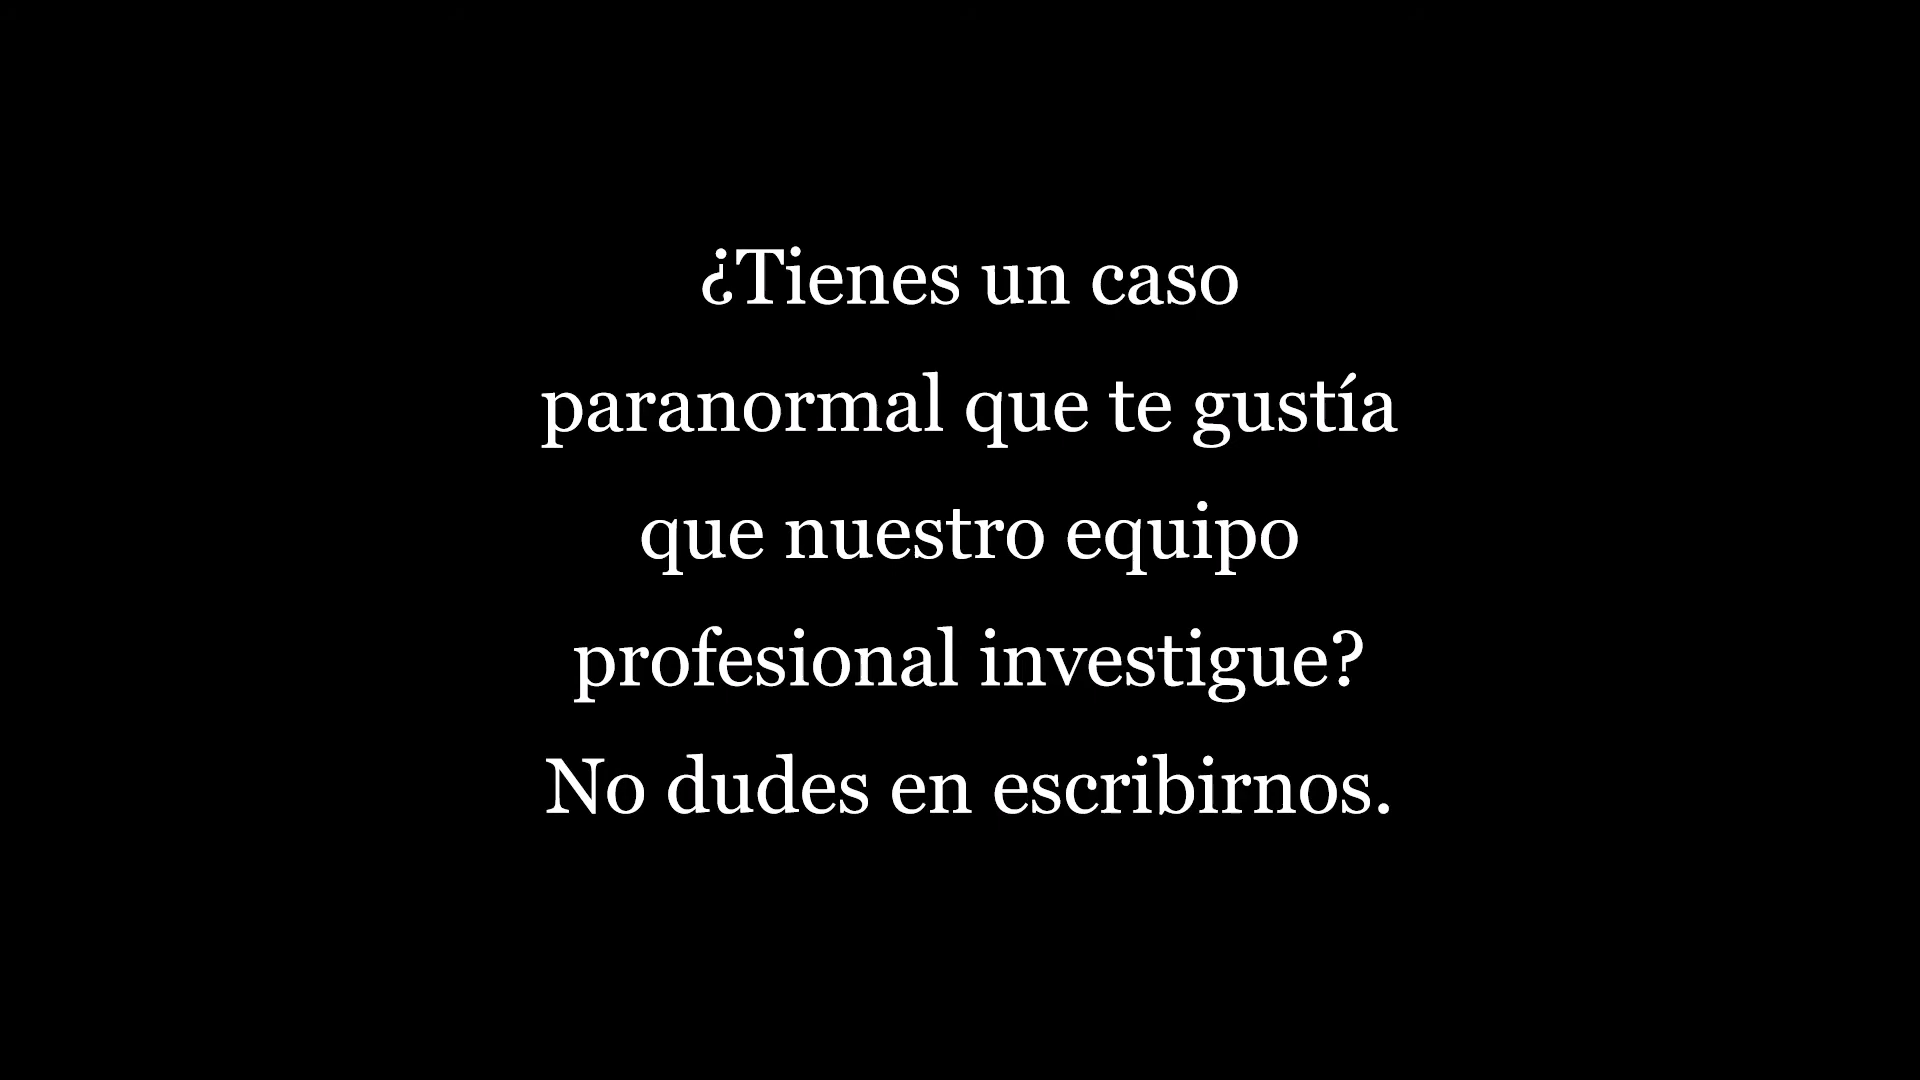 ¿Tienes un caso
paranormal que te gustía
que nuestro equipo
profesional investigue?
No dudes en escribirnos.